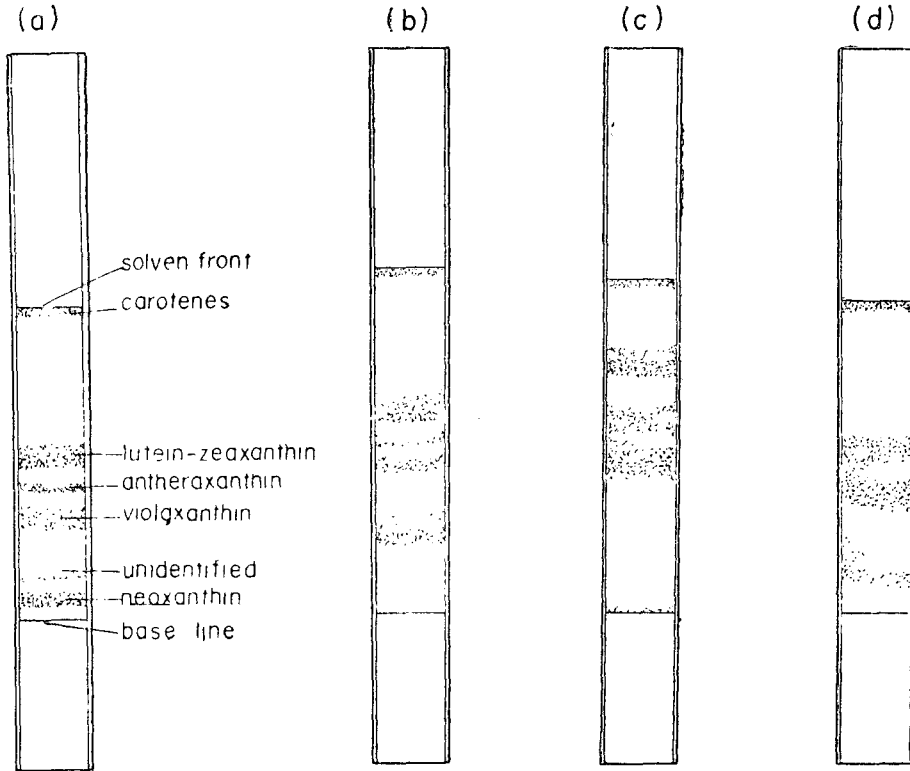 (a) (b) (c) (d)
solven front
carotenes
lutein-zeaxanthin
antheraxanthin
violaxanthin
unidentified
neoxanthin
base line